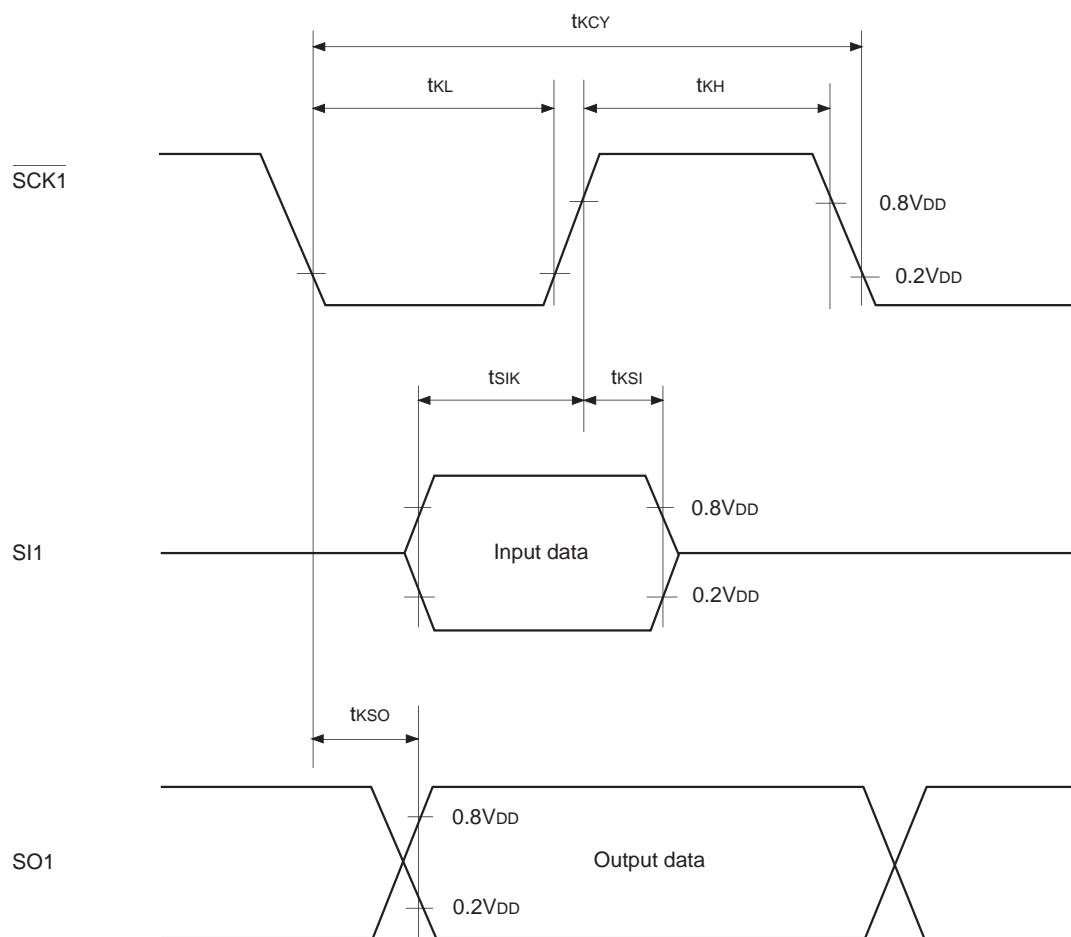 tKCY
tKL
tKH
SCK1
0.8VDD
0.2VDD
tSIK
tKSI
0.8VDD
SI1
Input data
0.2VDD
tKSO
0.8VDD
SO1
Output data
0.2VDD